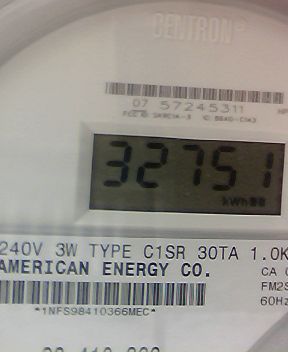 CENTRON®
07 57245311
32751
kWh
240V 3W TYPE C1SR 30TA 1.0K
AMERICAN ENERGY CO.
CA
FM2S
60Hz
*1NFS98410366MEC*